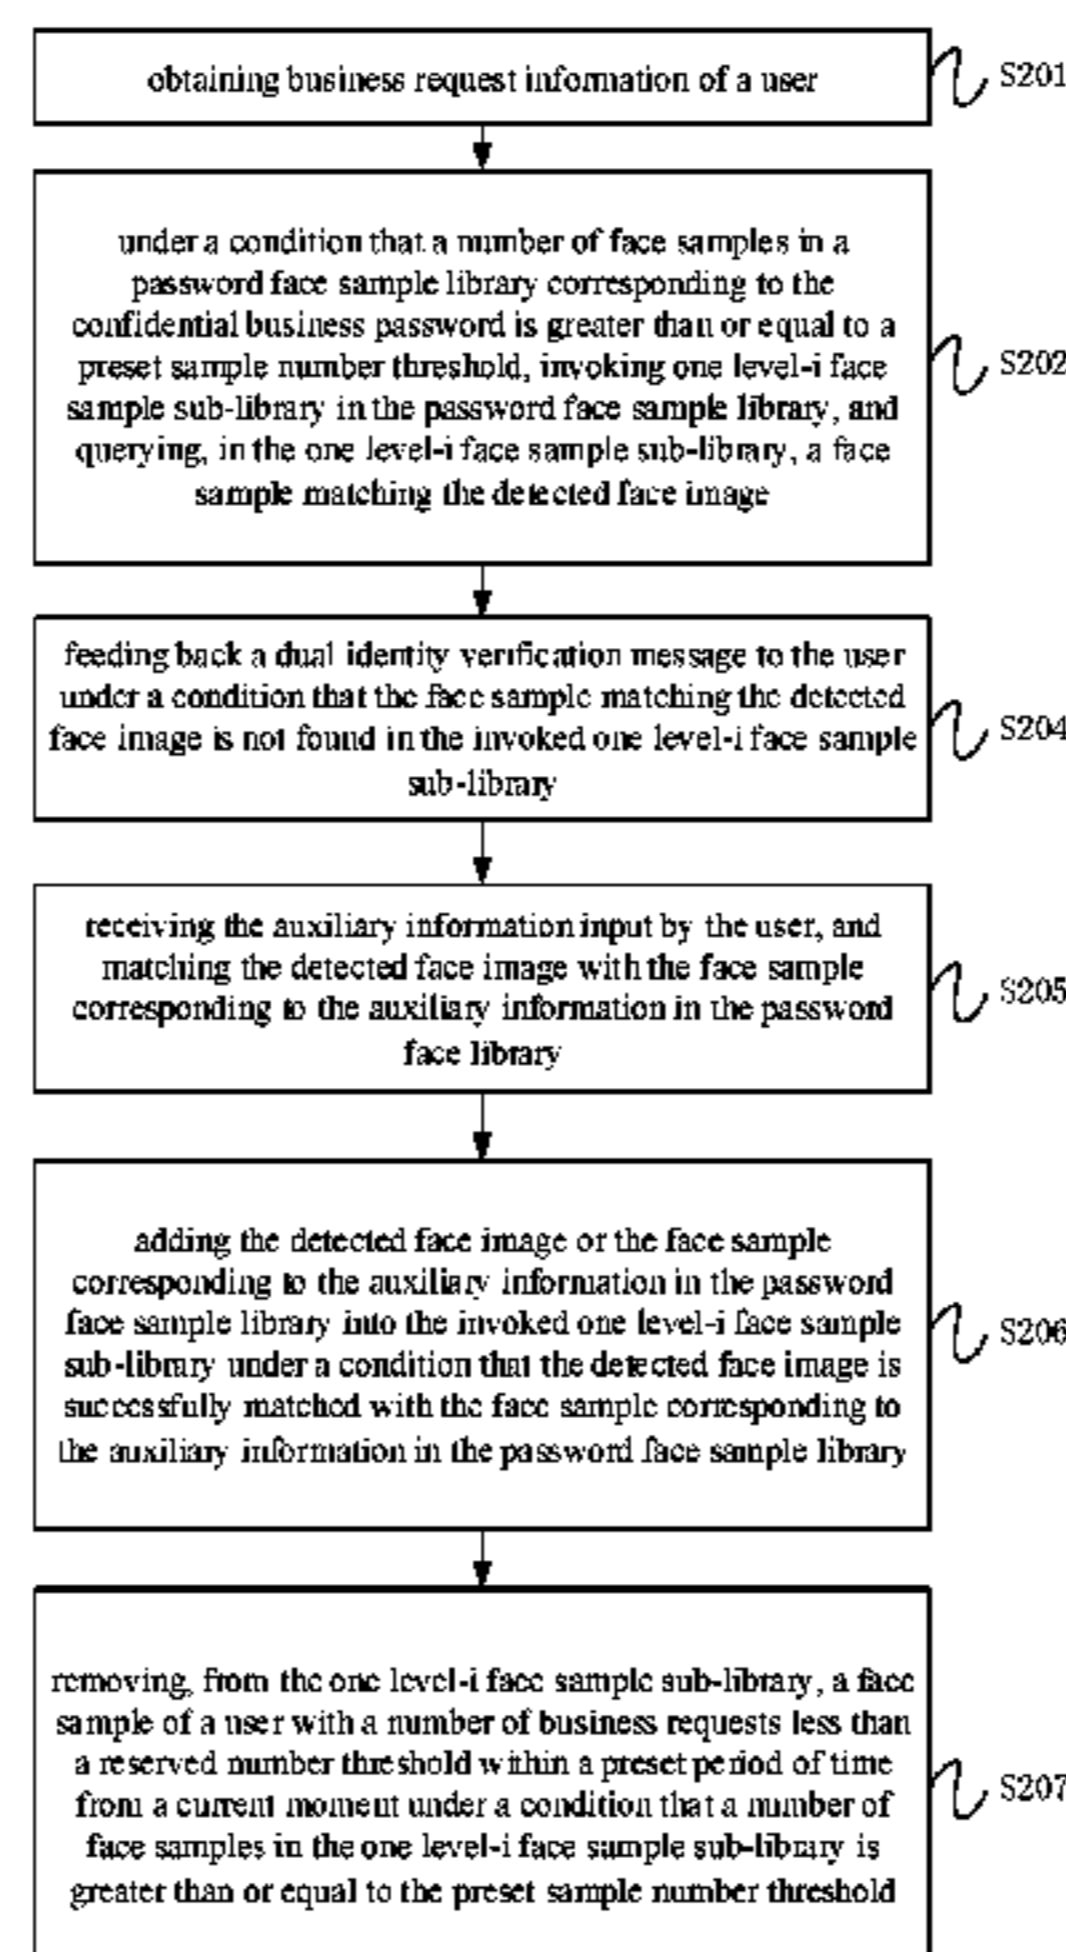 obtaining business request information of a user
S201
under a condition that a number of face samples in a
password face sample library corresponding to the
confidential business password is greater than or equal to a
preset sample number threshold, invoking one level-i face
sample sub-library in the password face sample library, and
querying, in the one level-i face sample sub-library, a face
sample matching the detected face image
S202
feeding back a dual identity verification message to the user
under a condition that the face sample matching the detected
face image is not found in the invoked one level-i face sample
sub-library
S204
receiving the auxiliary information input by the user, and
matching the detected face image with the face sample
corresponding to the auxiliary information in the password
face library
S205
adding the detected face image or the face sample
corresponding to the auxiliary information in the password
face sample library into the invoked one level-i face sample
sub-library under a condition that the detected face image is
successfully matched with the face sample corresponding to
the auxiliary information in the password face sample library
S206
removing, from the one level-i face sample sub-library, a face
sample of a user with a number of business requests less than
a reserved number threshold within a preset period of time
from a current moment under a condition that a number of
face samples in the one level-i face sample sub-library is
greater than or equal to the preset sample number threshold
S207